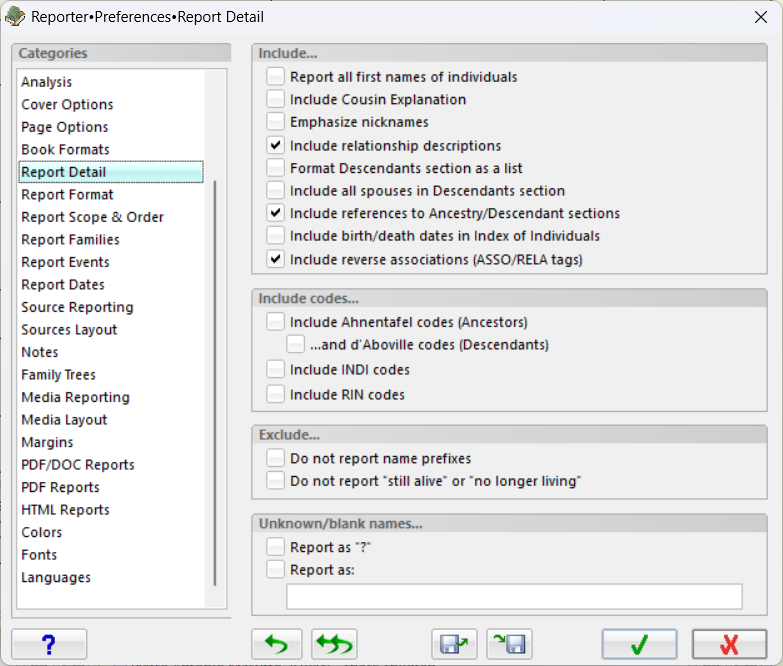 Reporter•Preferences•Report Detail
Categories
Analysis
Cover Options
Page Options
Book Formats
Report Detail
Report Format
Report Scope & Order
Report Families
Report Events
Report Dates
Source Reporting
Sources Layout
Notes
Family Trees
Media Reporting
Media Layout
Margins
PDF/DOC Reports
PDF Reports
HTML Reports
Colors
Fonts
Languages
Include...
Report all first names of individuals
Include Cousin Explanation
Emphasize nicknames
Include relationship descriptions
Format Descendants section as a list
Include all spouses in Descendants section
Include references to Ancestry/Descendant sections
Include birth/death dates in Index of Individuals
Include reverse associations (ASSO/RELA tags)
Include codes...
Include Ahnentafel codes (Ancestors)
...and d'Aboville codes (Descendants)
Include INDI codes
Include RIN codes
Exclude...
Do not report name prefixes
Do not report "still alive" or "no longer living"
Unknown/blank names...
Report as "?"
Report as:
?